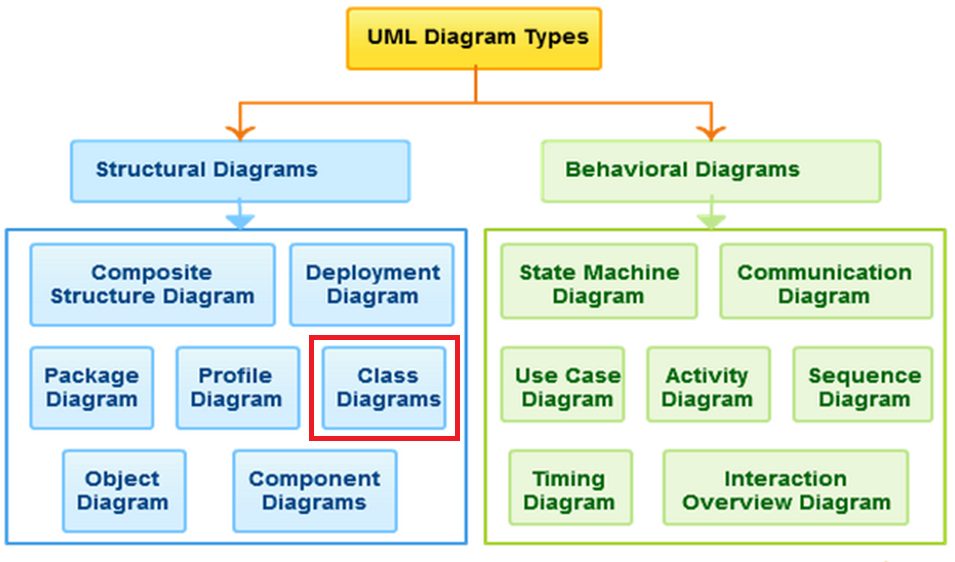 UML Diagram Types
Structural Diagrams
Behavioral Diagrams
Composite
Structure Diagram
Deployment
Diagram
Package
Diagram
Profile
Diagram
Class
Diagrams
Object
Diagram
Component
Diagrams
State Machine
Diagram
Communication
Diagram
Use Case
Diagram
Activity
Diagram
Sequence
Diagram
Timing
Diagram
Interaction
Overview Diagram